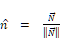 n̂ = N⃗ / ‖N⃗‖